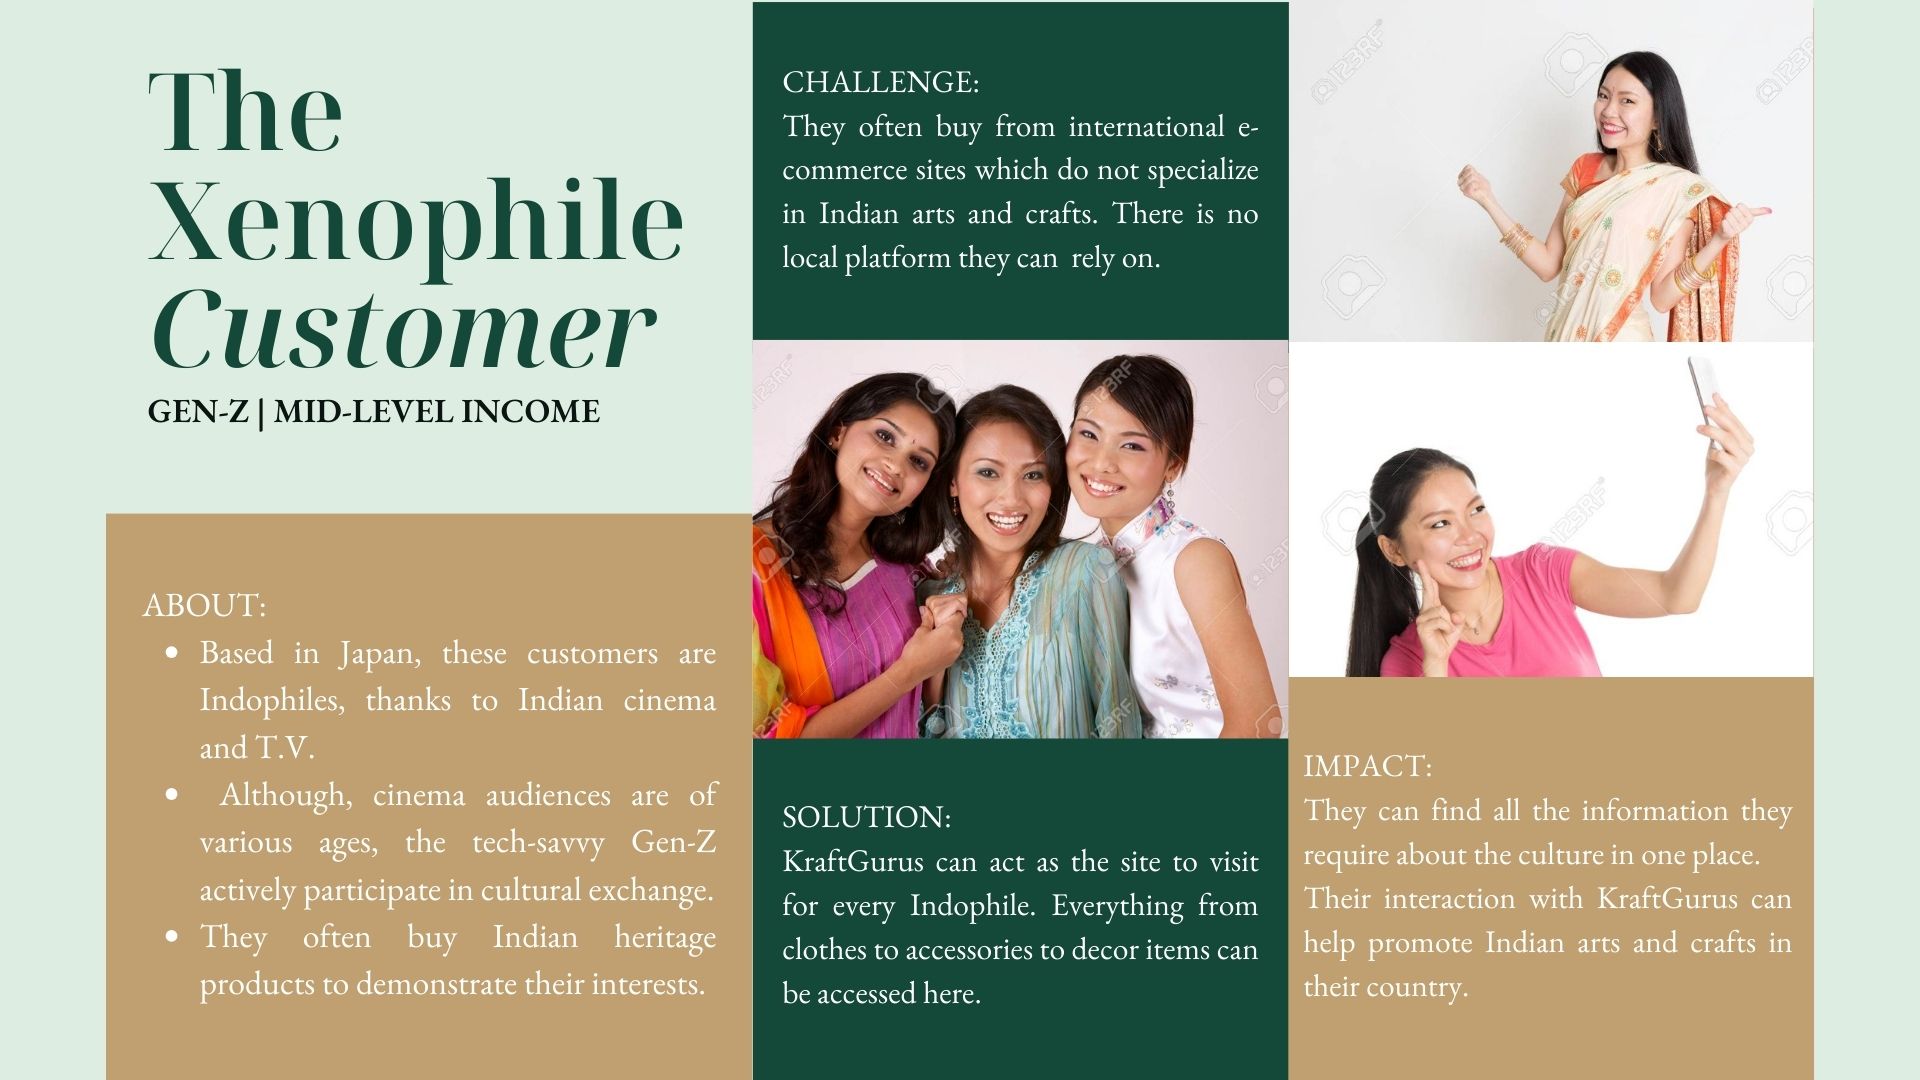 The
Xenophile
Customer
GEN-Z | MID-LEVEL INCOME
ABOUT:
• Based in Japan, these customers are
Indophiles, thanks to Indian cinema
and T.V.
• Although, cinema audiences are of
various ages, the tech-savvy Gen-Z
actively participate in cultural exchange.
• They often buy Indian heritage
products to demonstrate their interests.
CHALLENGE:
They often buy from international e-
commerce sites which do not specialize
in Indian arts and crafts. There is no
local platform they can rely on.
SOLUTION:
KraftGurus can act as the site to visit
for every Indophile. Everything from
clothes to accessories to decor items can
be accessed here.
123RF
123RF
123RF
123RF
123RF
123RF
IMPACT:
They can find all the information they
require about the culture in one place.
Their interaction with KraftGurus can
help promote Indian arts and crafts in
their country.